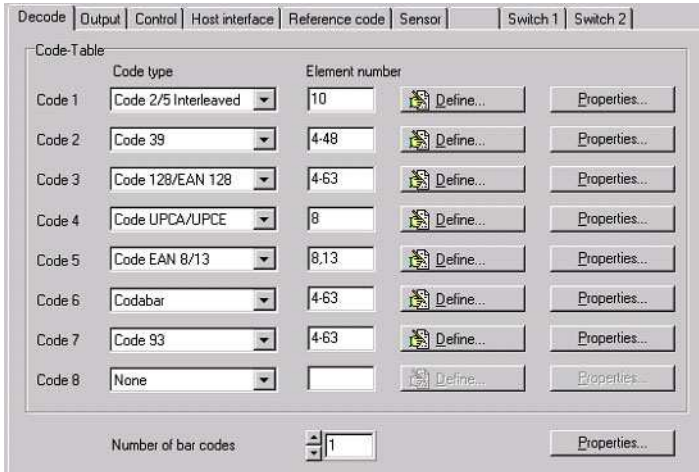 Decode Output Control Host interface Reference code Sensor Switch 1 Switch 2
Code-Table
Code type Element number
Code 1 Code 2/5 Interleaved 10 Define... Properties...
Code 2 Code 39 4-48 Define... Properties...
Code 3 Code 128/EAN 128 4-63 Define... Properties...
Code 4 Code UPCA/UPCE 8 Define... Properties...
Code 5 Code EAN 8/13 8,13 Define... Properties...
Code 6 Codabar 4-63 Define... Properties...
Code 7 Code 93 4-63 Define... Properties...
Code 8 None Define... Properties...
Number of bar codes 1 Properties...